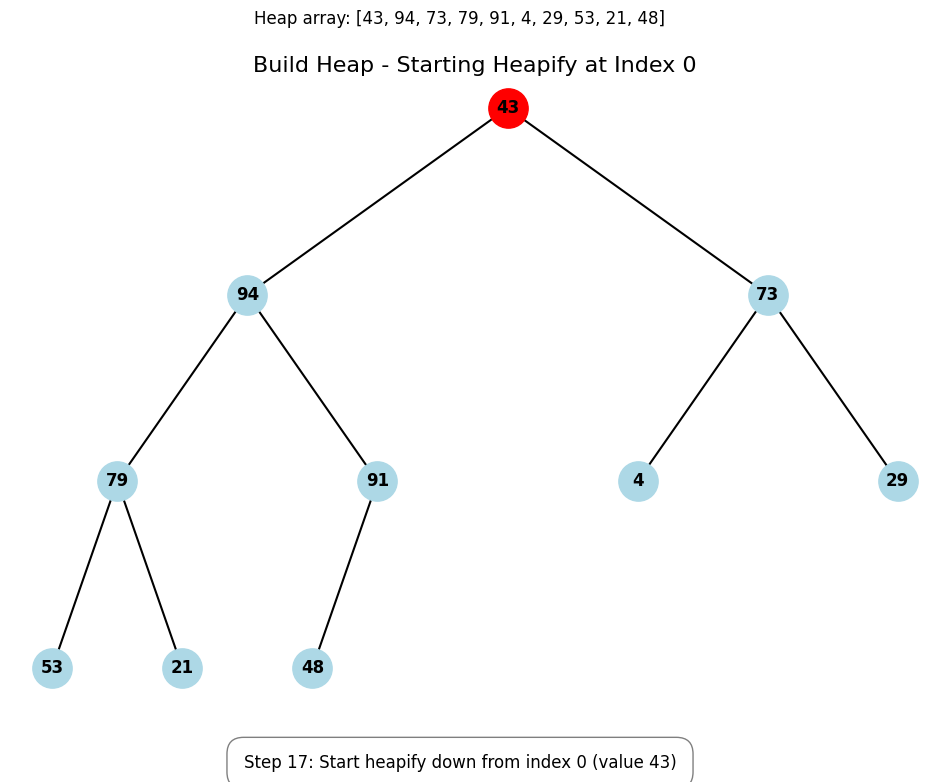 Heap array: [43, 94, 73, 79, 91, 4, 29, 53, 21, 48]
Build Heap - Starting Heapify at Index 0
43
94 73
79 91 4 29
53 21 48
Step 17: Start heapify down from index 0 (value 43)